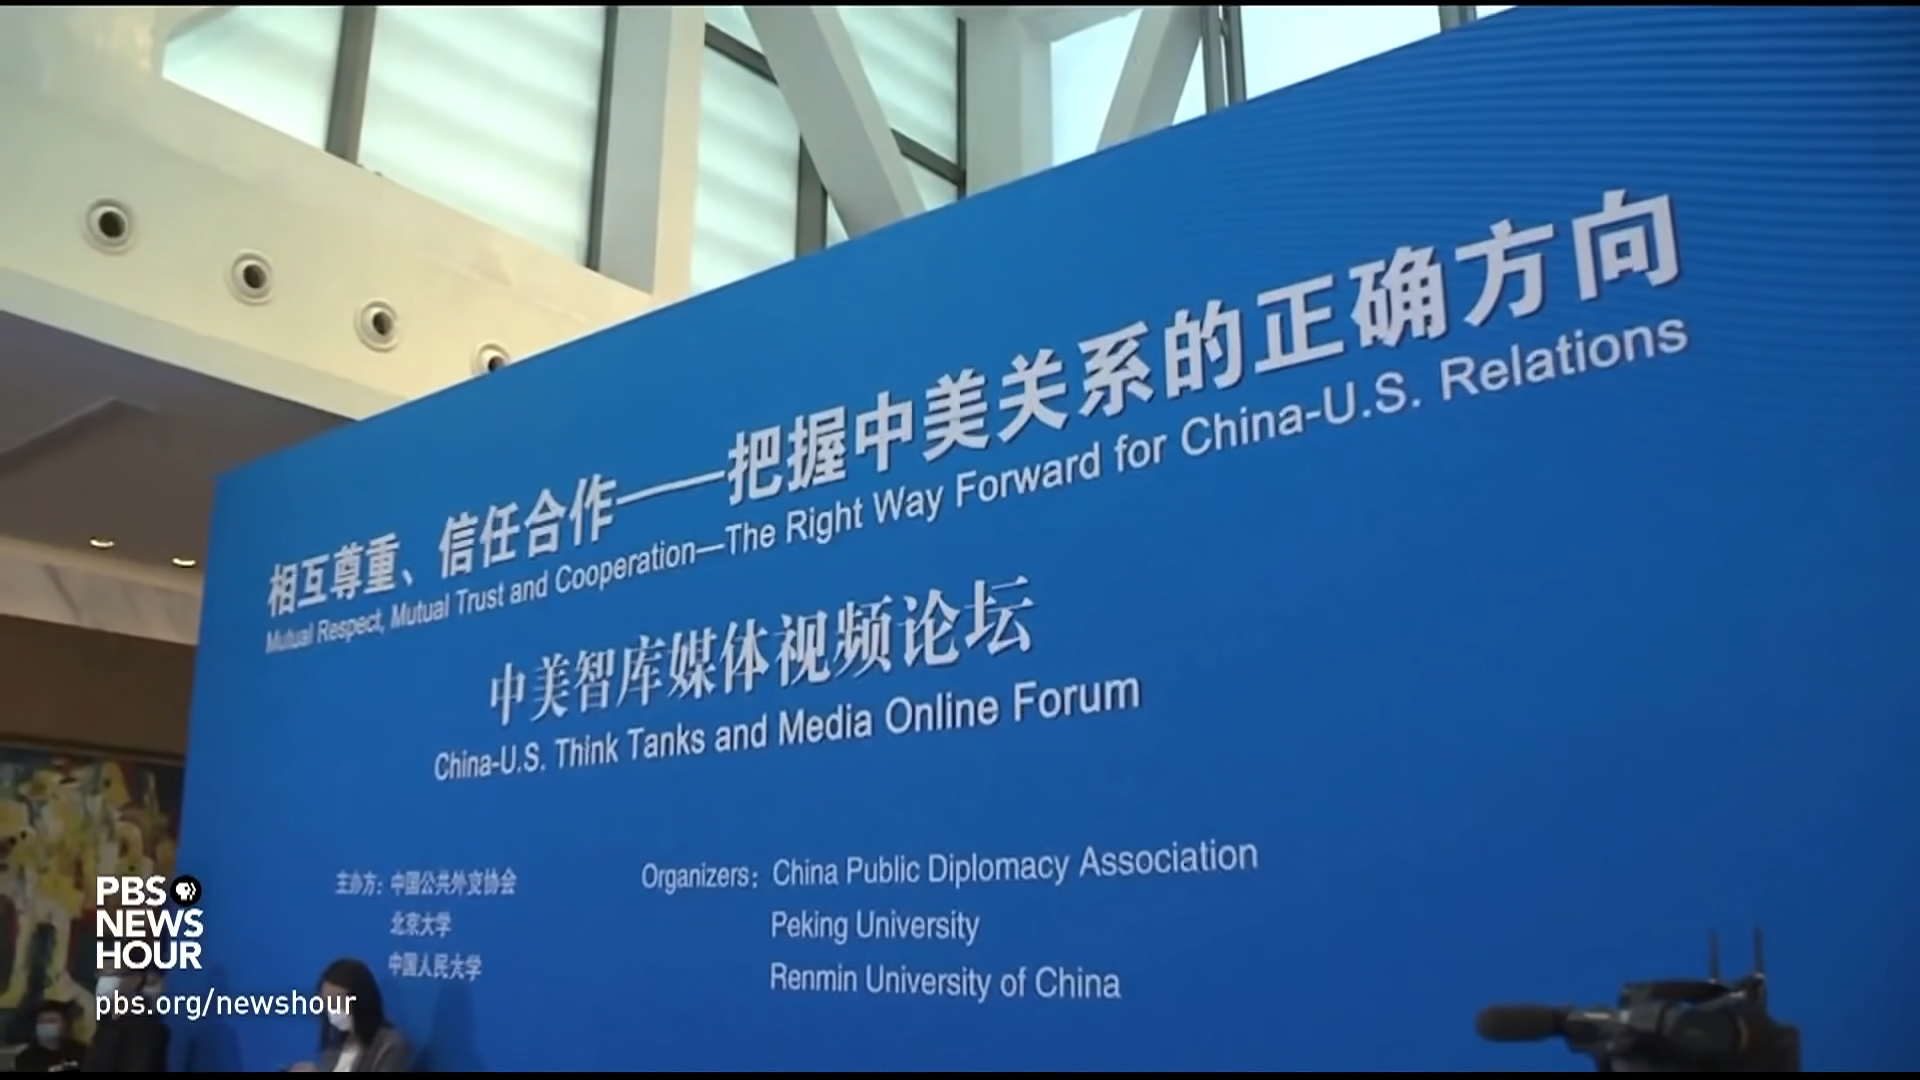 相互尊重、信任合作——把握中美关系的正确方向
Mutual Respect, Mutual Trust and Cooperation—The Right Way Forward for China-U.S. Relations
中美智库媒体视频论坛
China-U.S. Think Tanks and Media Online Forum
主办方：中国公共外交协会
北京大学
中国人民大学
Organizers: China Public Diplomacy Association
Peking University
Renmin University of China
PBS
NEWS
HOUR
pbs.org/newshour